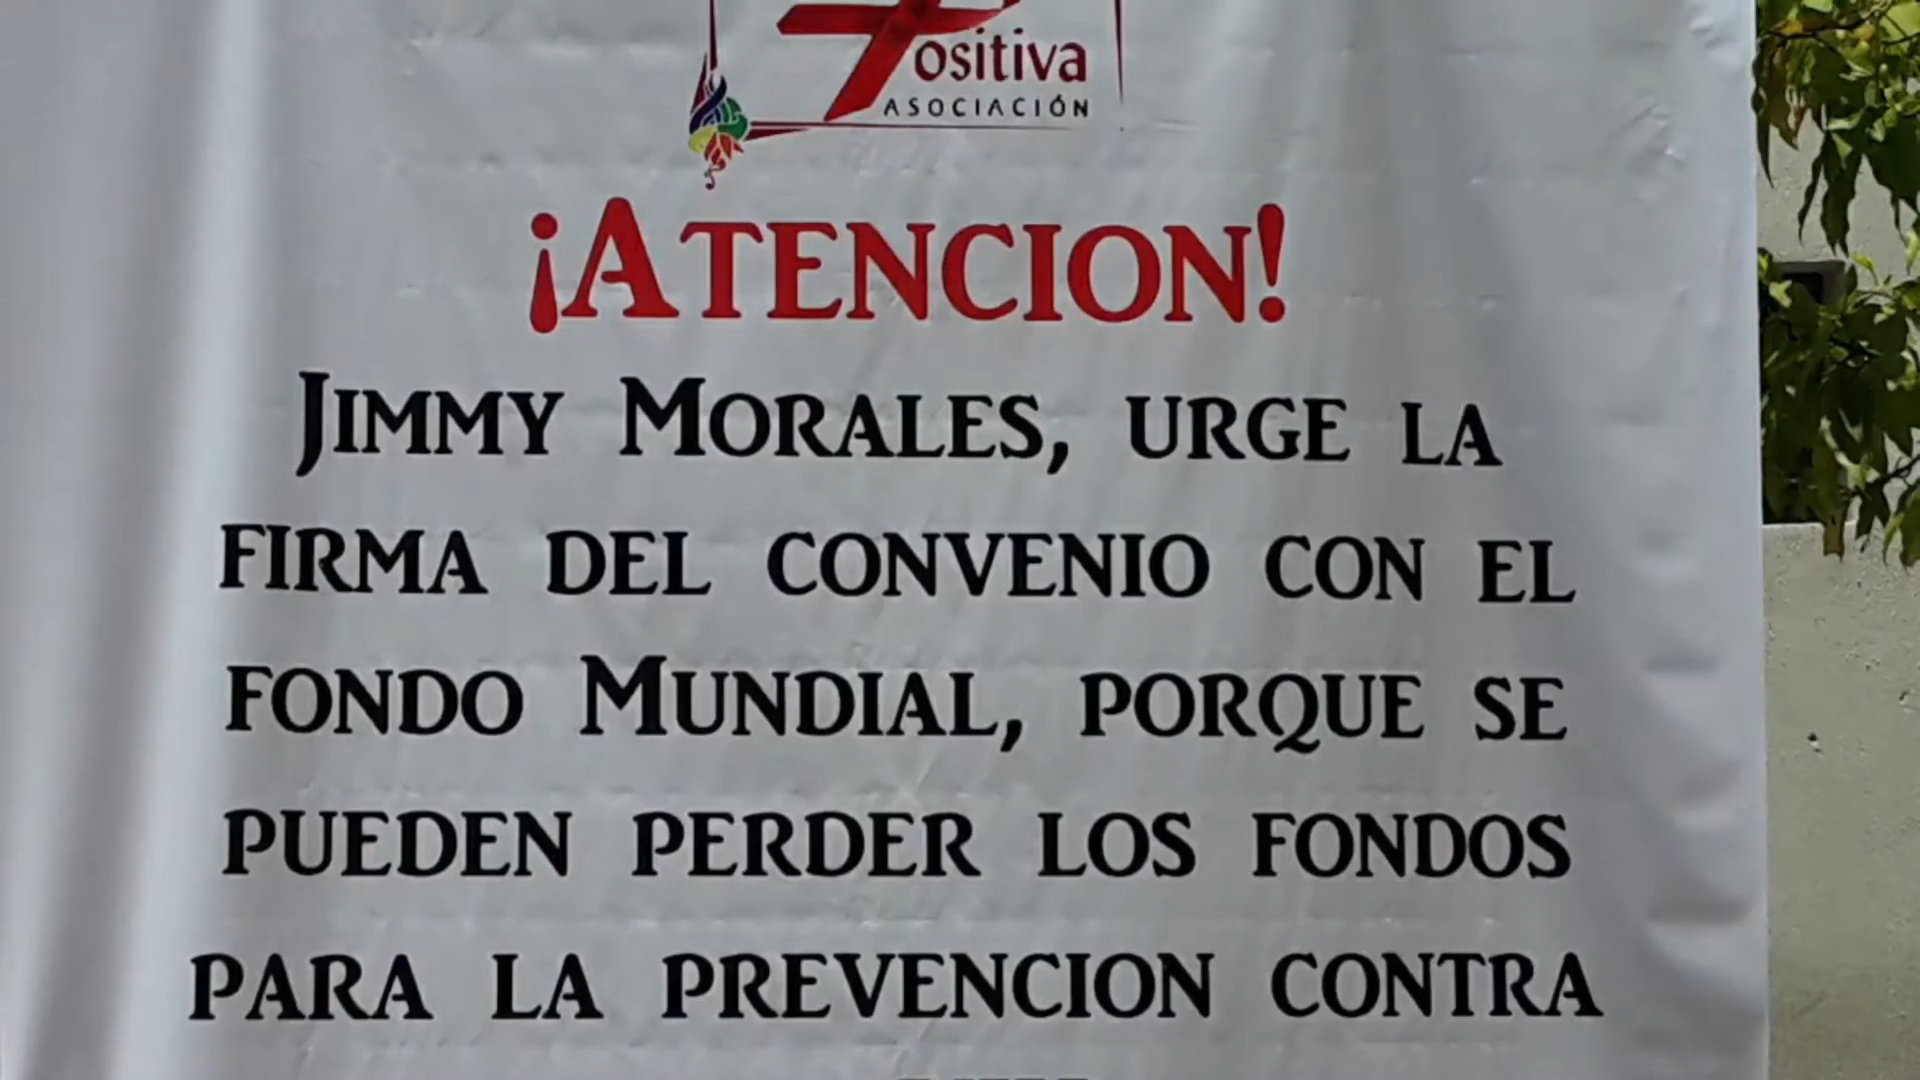 Positiva
ASOCIACIÓN
¡ATENCION!
JIMMY MORALES, URGE LA
FIRMA DEL CONVENIO CON EL
FONDO MUNDIAL, PORQUE SE
PUEDEN PERDER LOS FONDOS
PARA LA PREVENCION CONTRA